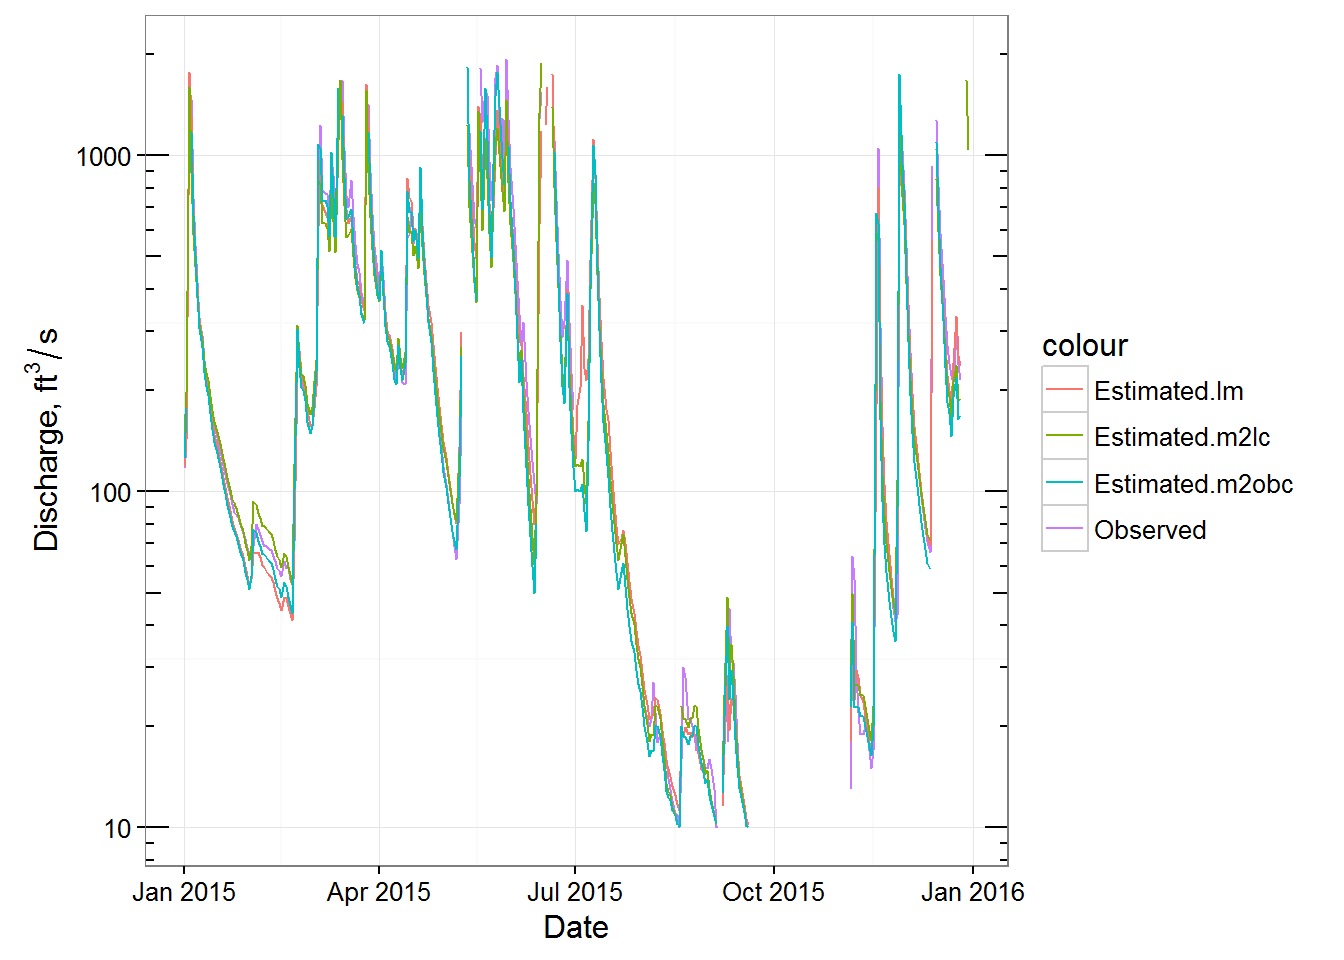 1000
100
10
Discharge, ft³/s
Jan 2015
Apr 2015
Jul 2015
Oct 2015
Jan 2016
Date
colour
Estimated.lm
Estimated.m2lc
Estimated.m2obc
Observed